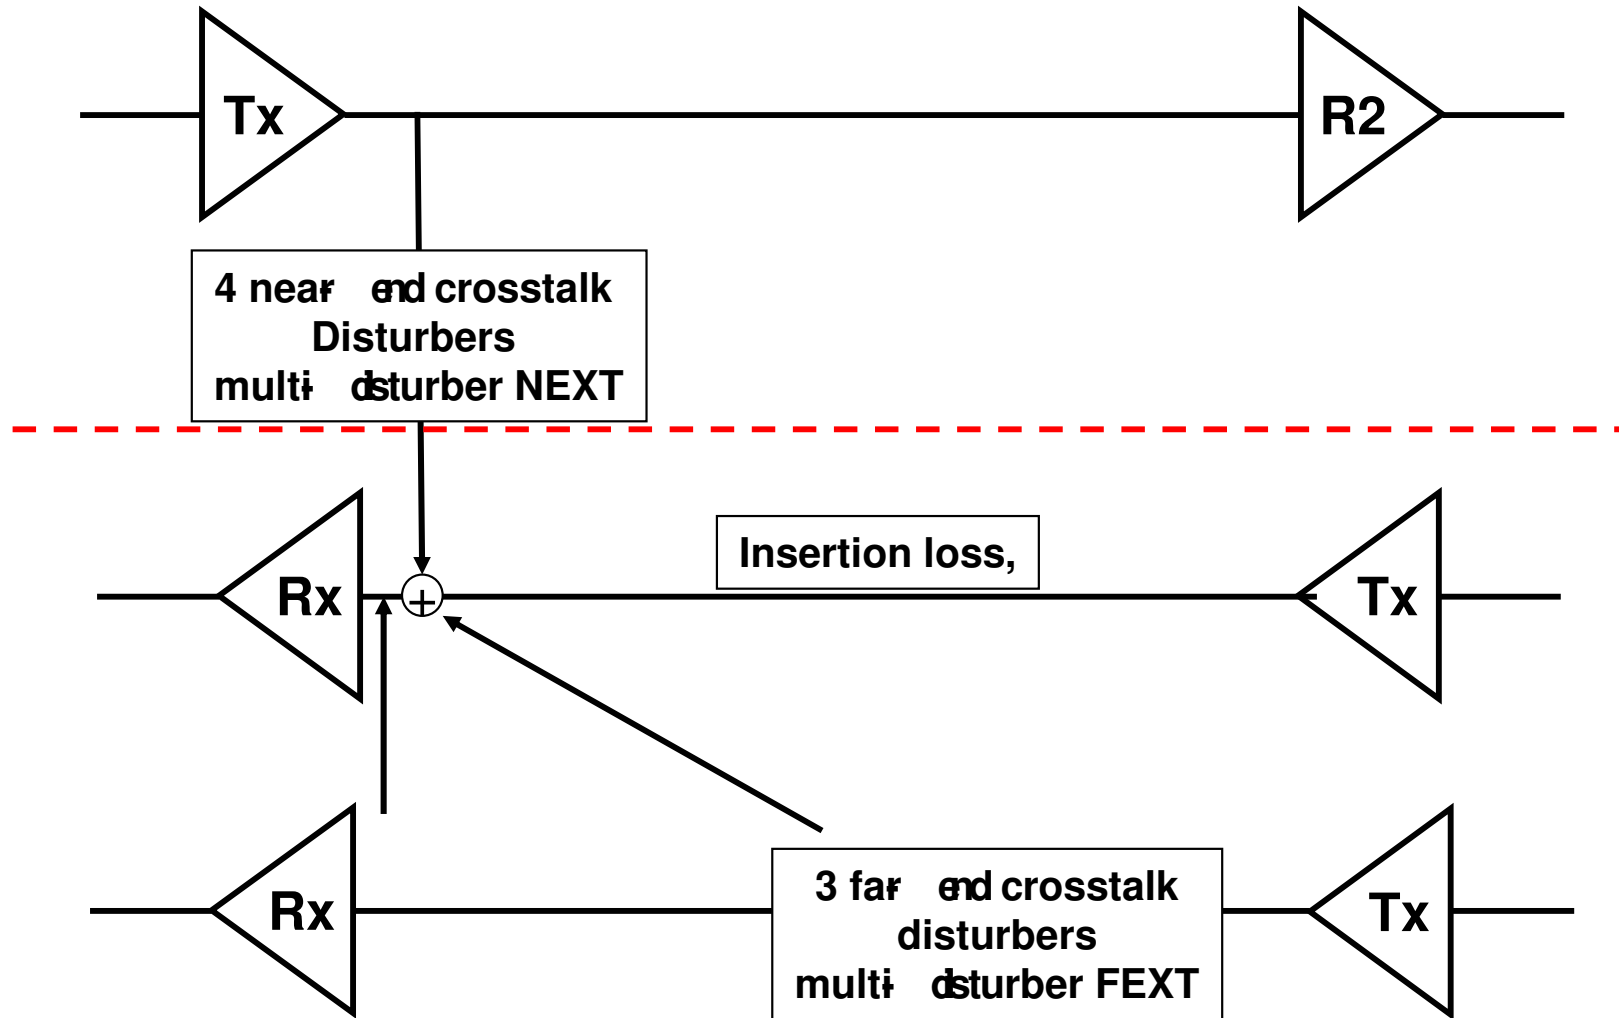 Tx
R2
4 near-end crosstalk
Disturbers
multi-disturber NEXT
Insertion loss,
Rx
+
Tx
Rx
3 far-end crosstalk
disturbers
multi-disturber FEXT
Tx